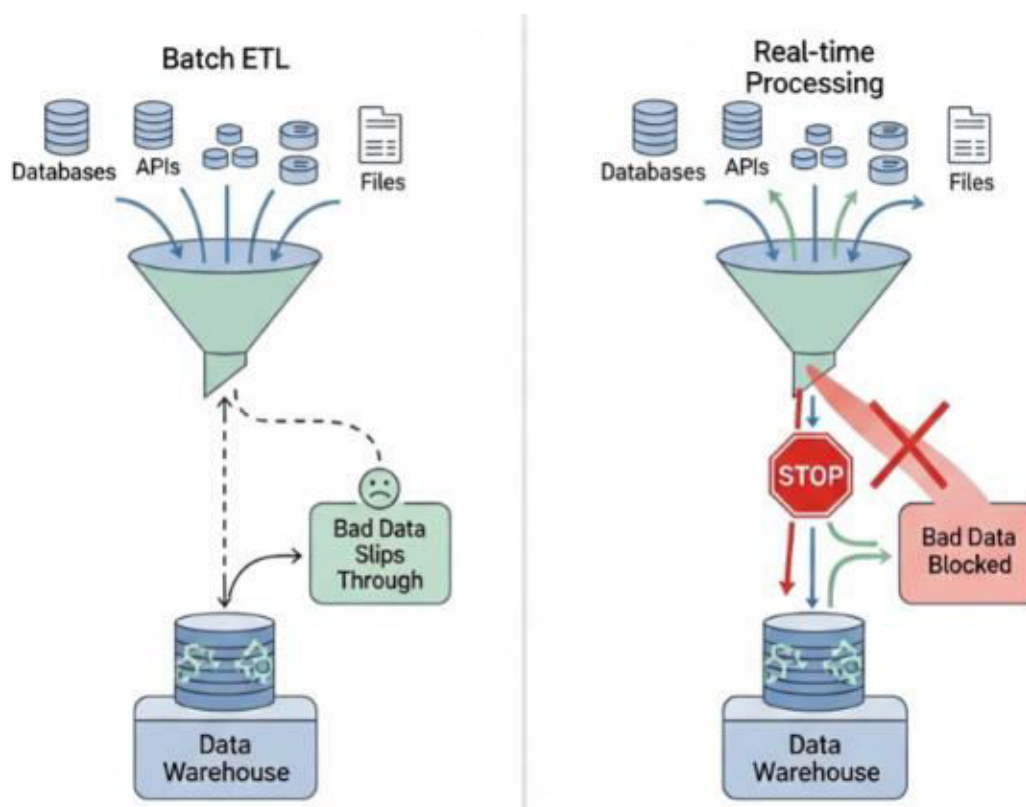 Batch ETL
Databases
APIs
Files
Bad Data
Slips
Through
Data
Warehouse
Real-time
Processing
Databases
APIs
Files
STOP
Bad Data
Blocked
Data
Warehouse